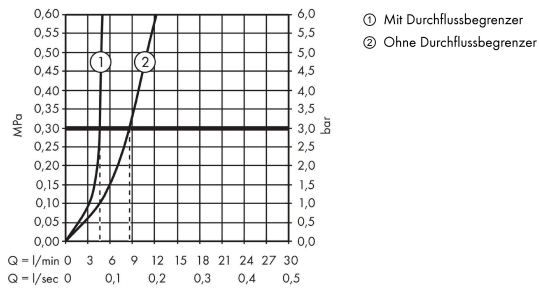 ① Mit Durchflussbegrenzer
② Ohne Durchflussbegrenzer
MPa
bar
0,60 6,0
0,55 5,5
0,50 5,0
0,45 4,5
0,40 4,0
0,35 3,5
0,30 3,0
0,25 2,5
0,20 2,0
0,15 1,5
0,10 1,0
0,05 0,5
0,00 0,0
1 2
Q = l/min 0 3 6 9 12 15 18 21 24 27 30
Q = l/sec 0 0,1 0,2 0,3 0,4 0,5